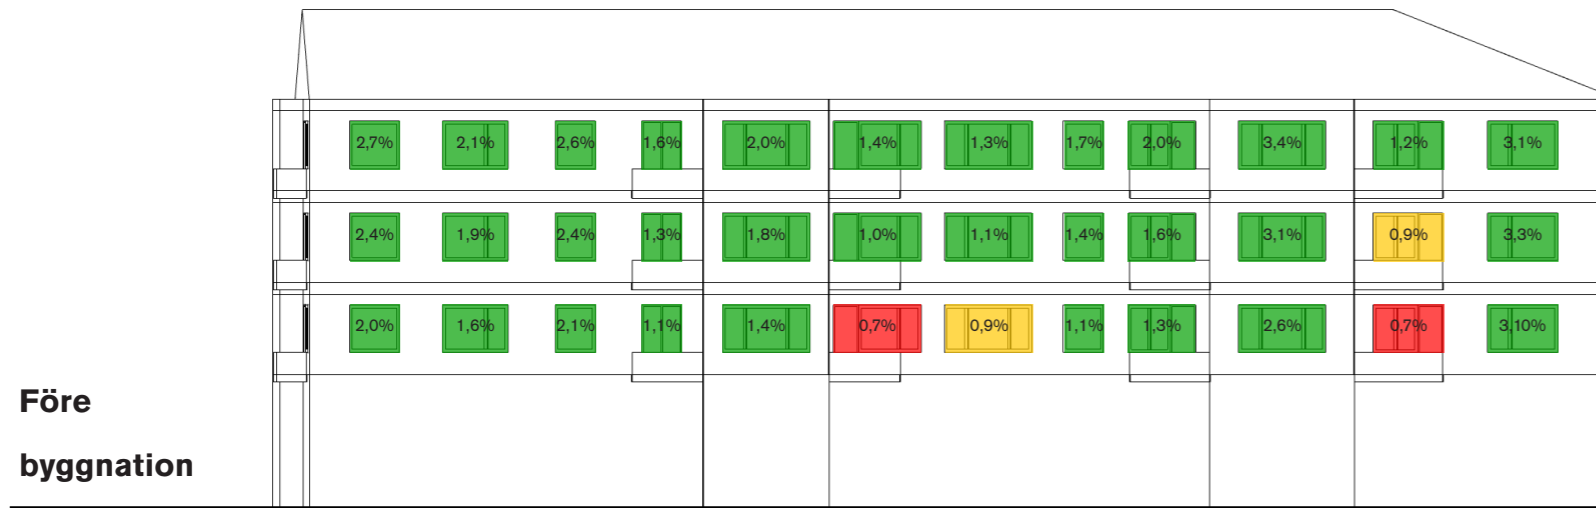 2,7% 2,1% 2,6% 1,6% 2,0% 1,4% 1,3% 1,7% 2,0% 3,4% 1,2% 3,1%
2,4% 1,9% 2,4% 1,3% 1,8% 1,0% 1,1% 1,4% 1,6% 3,1% 0,9% 3,3%
2,0% 1,6% 2,1% 1,1% 1,4% 0,7% 0,9% 1,1% 1,3% 2,6% 0,7% 3,10%
Före
byggnation